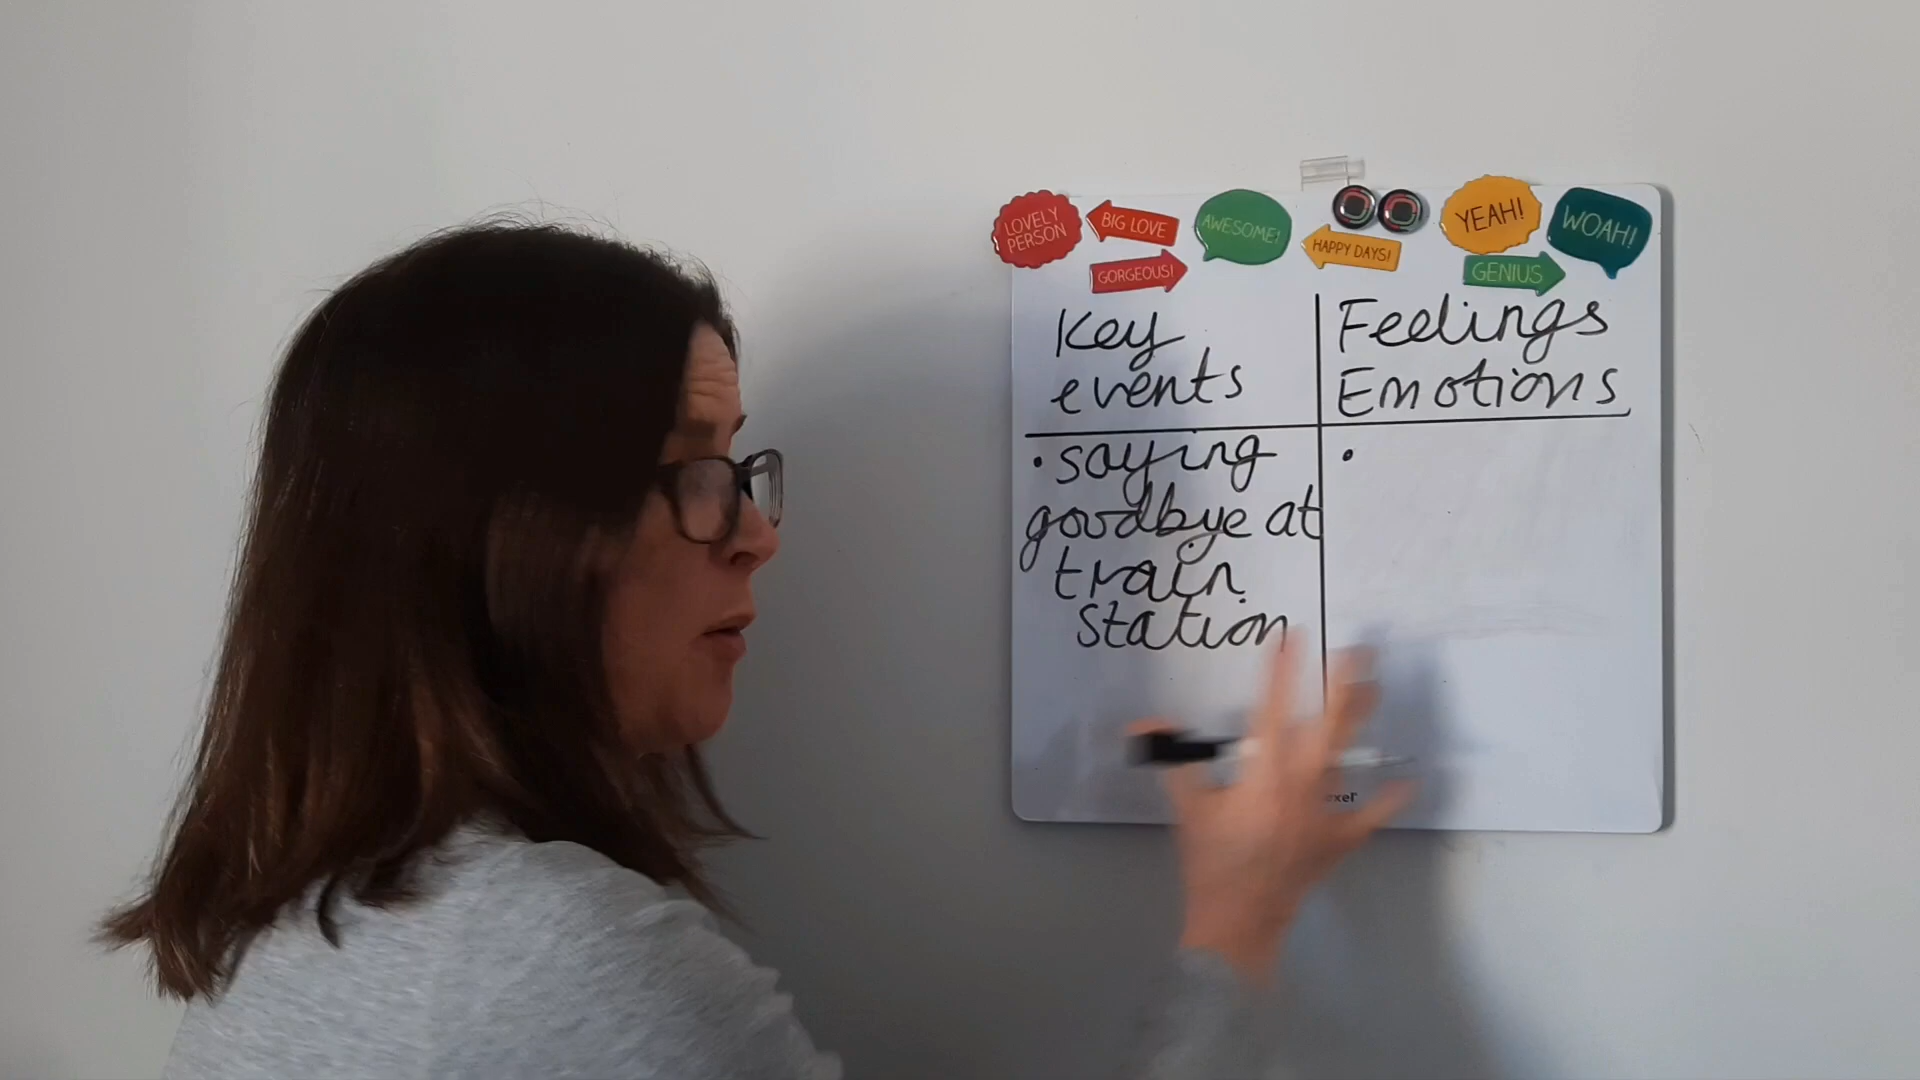 LOVELY
PERSON
BIG LOVE
GORGEOUS!
AWESOME!
HAPPY DAYS!
YEAH!
GENIUS
WOAH!
Key
events
Feelings
Emotions
• saying
goodbye at
train
station
•